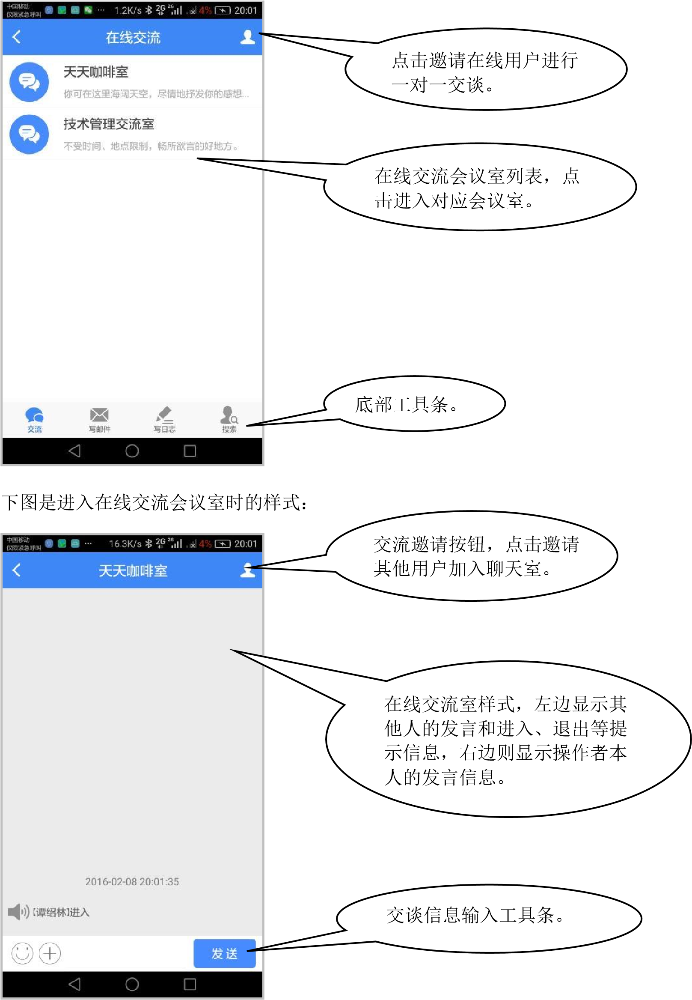 中国移动
仅限紧急呼叫 ··· 1.2K/s 2G 2G 4% 20:01
在线交流
点击邀请在线用户进行
一对一交谈。
天天咖啡室
你可在这里海阔天空，尽情地抒发你的感想...
技术管理交流室
不受时间、地点限制，畅所欲言的好地方。
在线交流会议室列表，点
击进入对应会议室。
底部工具条。
交流 写邮件 写日志 搜索
下图是进入在线交流会议室时的样式：
中国移动
仅限紧急呼叫 ··· 16.3K/s 2G 2G 4% 20:01
天天咖啡室
交流邀请按钮，点击邀请
其他用户加入聊天室。
在线交流室样式，左边显示其
他人的发言和进入、退出等提
示信息，右边则显示操作者本
人的发言信息。
2016-02-08 20:01:35
【谭绍林】进入
交谈信息输入工具条。
发送